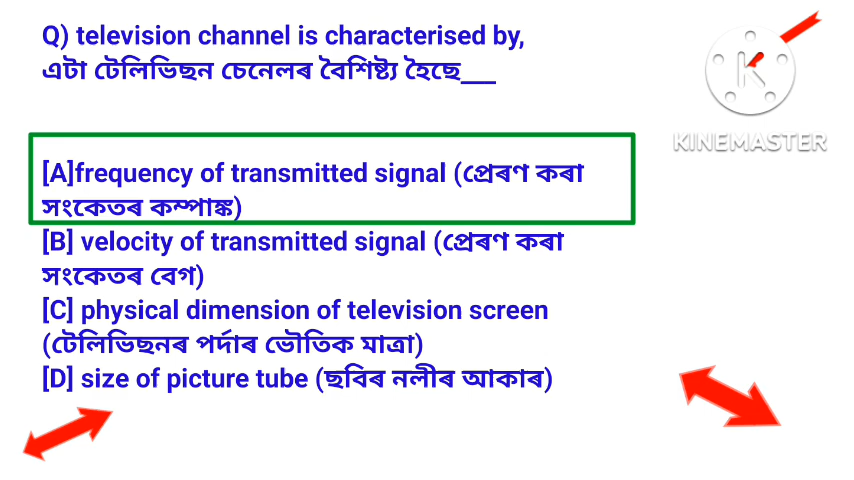 Q) television channel is characterised by,
এটা টেলিভিছন চেনেলৰ বৈশিষ্ট্য হৈছে___
[A]frequency of transmitted signal (প্ৰেৰণ কৰা
সংকেতৰ কম্পাঙ্ক)
[B] velocity of transmitted signal (প্ৰেৰণ কৰা
সংকেতৰ বেগ)
[C] physical dimension of television screen
(টেলিভিছনৰ পৰ্দাৰ ভৌতিক মাত্ৰা)
[D] size of picture tube (ছবিৰ নলীৰ আকাৰ)
K
KINEMASTER